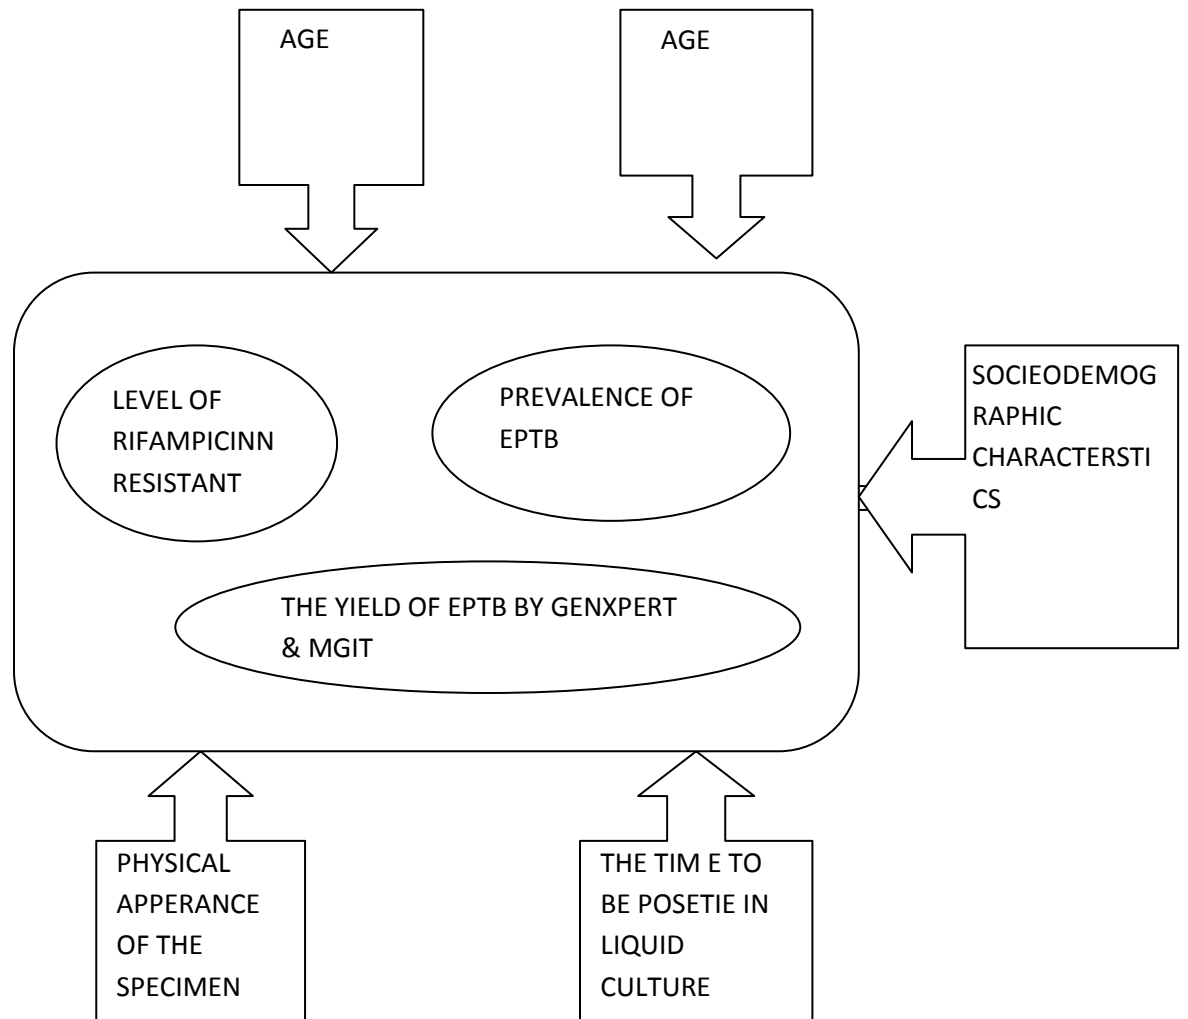 AGE
AGE
LEVEL OF
RIFAMPICINN
RESISTANT
PREVALENCE OF
EPTB
SOCIEODEMOG
RAPHIC
CHARACTERSTI
CS
THE YIELD OF EPTB BY GENXPERT
& MGIT
PHYSICAL
APPERANCE
OF THE
SPECIMEN
THE TIM E TO
BE POSETIE IN
LIQUID
CULTURE